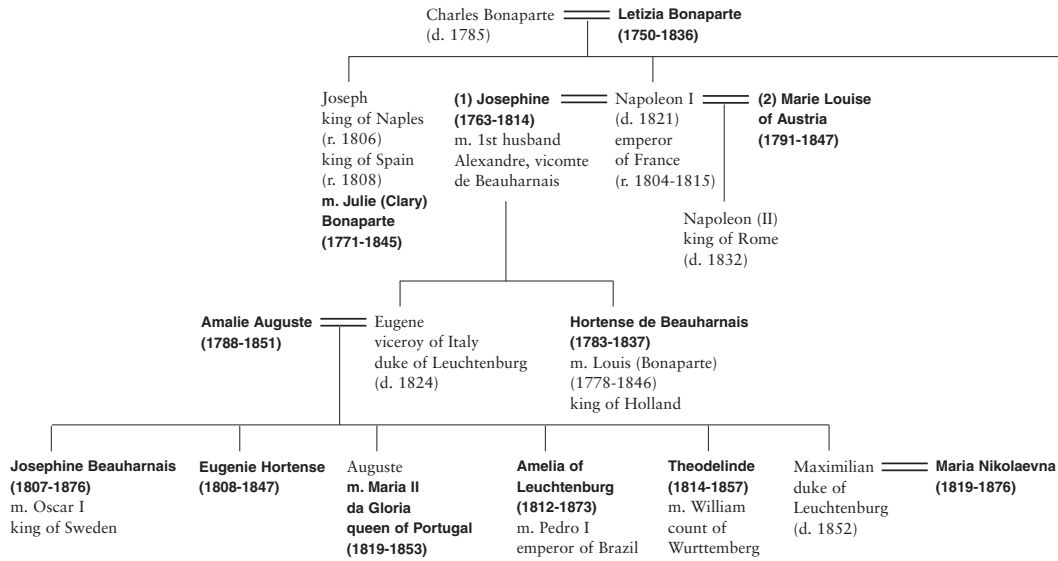 Charles Bonaparte
(d. 1785)
Letizia Bonaparte
(1750-1836)
Joseph
king of Naples
(r. 1806)
king of Spain
(r. 1808)
m. Julie (Clary)
Bonaparte
(1771-1845)
(1) Josephine
(1763-1814)
m. 1st husband
Alexandre, vicomte
de Beauharnais
Napoleon I
(d. 1821)
emperor
of France
(r. 1804-1815)
(2) Marie Louise
of Austria
(1791-1847)
Napoleon (II)
king of Rome
(d. 1832)
Amalie Auguste
(1788-1851)
Eugene
viceroy of Italy
duke of Leuchtenburg
(d. 1824)
Hortense de Beauharnais
(1783-1837)
m. Louis (Bonaparte)
(1778-1846)
king of Holland
Josephine Beauharnais
(1807-1876)
m. Oscar I
king of Sweden
Eugenie Hortense
(1808-1847)
Auguste
m. Maria II
da Gloria
queen of Portugal
(1819-1853)
Amelia of
Leuchtenburg
(1812-1873)
m. Pedro I
emperor of Brazil
Theodelinde
(1814-1857)
m. William
count of
Wurttemberg
Maximilian
duke of
Leuchtenburg
(d. 1852)
Maria Nikolaevna
(1819-1876)